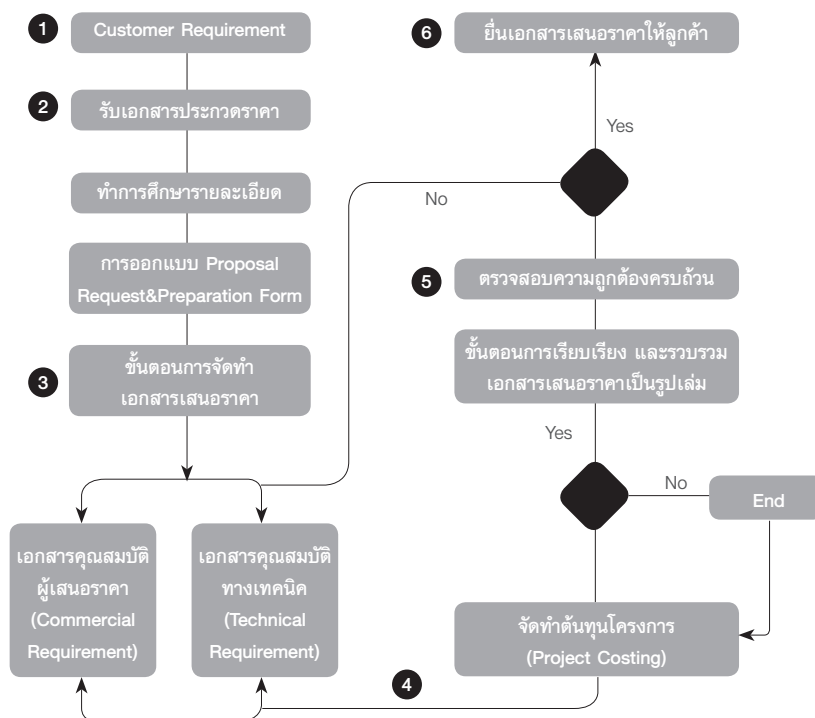 1
Customer Requirement
2
รับเอกสารประกวดราคา
ทำการศึกษารายละเอียด
การออกแบบ Proposal
Request&Preparation Form
3
ขั้นตอนการจัดทำ
เอกสารเสนอราคา
เอกสารคุณสมบัติ
ผู้เสนอราคา
(Commercial
Requirement)
เอกสารคุณสมบัติ
ทางเทคนิค
(Technical
Requirement)
4
จัดทำต้นทุนโครงการ
(Project Costing)
End
No
Yes
ขั้นตอนการเรียบเรียง และรวบรวม
เอกสารเสนอราคาเป็นรูปเล่ม
5
ตรวจสอบความถูกต้องครบถ้วน
No
Yes
6
ยื่นเอกสารเสนอราคาให้ลูกค้า